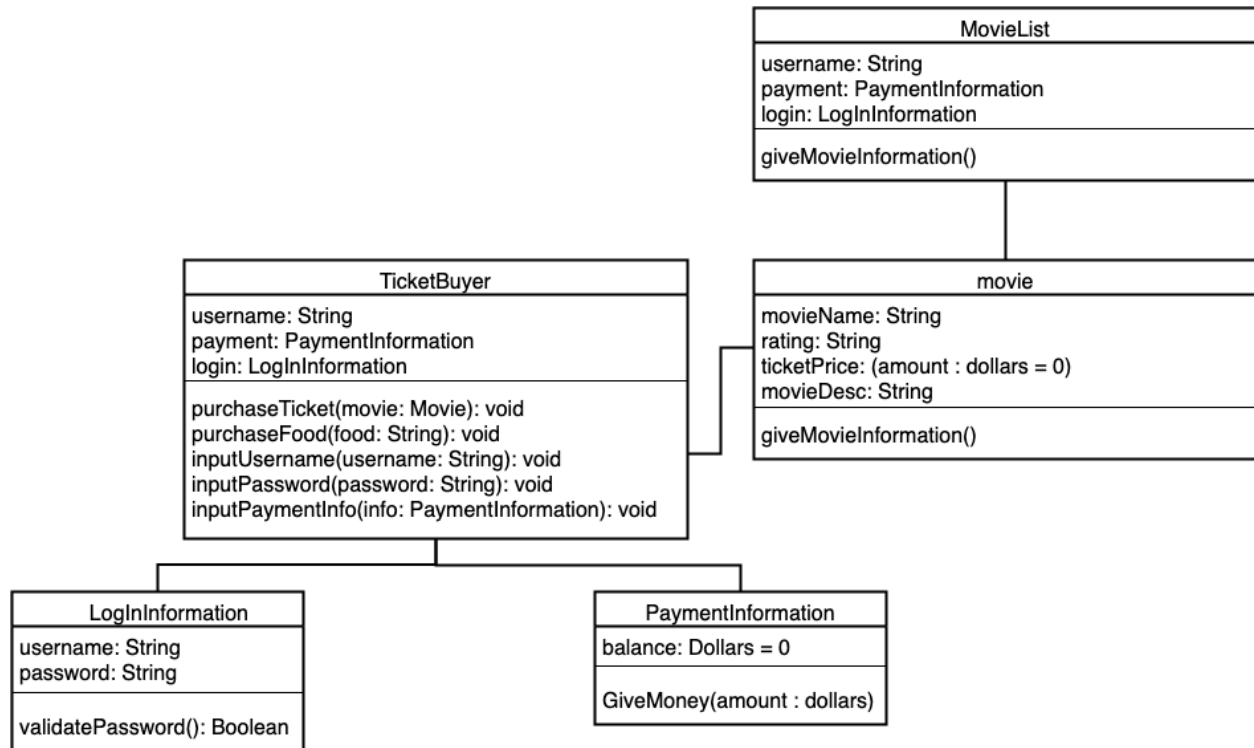 MovieList
username: String
payment: PaymentInformation
login: LogInInformation
giveMovieInformation()
TicketBuyer
username: String
payment: PaymentInformation
login: LogInInformation
purchaseTicket(movie: Movie): void
purchaseFood(food: String): void
inputUsername(username: String): void
inputPassword(password: String): void
inputPaymentInfo(info: PaymentInformation): void
movie
movieName: String
rating: String
ticketPrice: (amount : dollars = 0)
movieDesc: String
giveMovieInformation()
LogInInformation
username: String
password: String
validatePassword(): Boolean
PaymentInformation
balance: Dollars = 0
GiveMoney(amount : dollars)